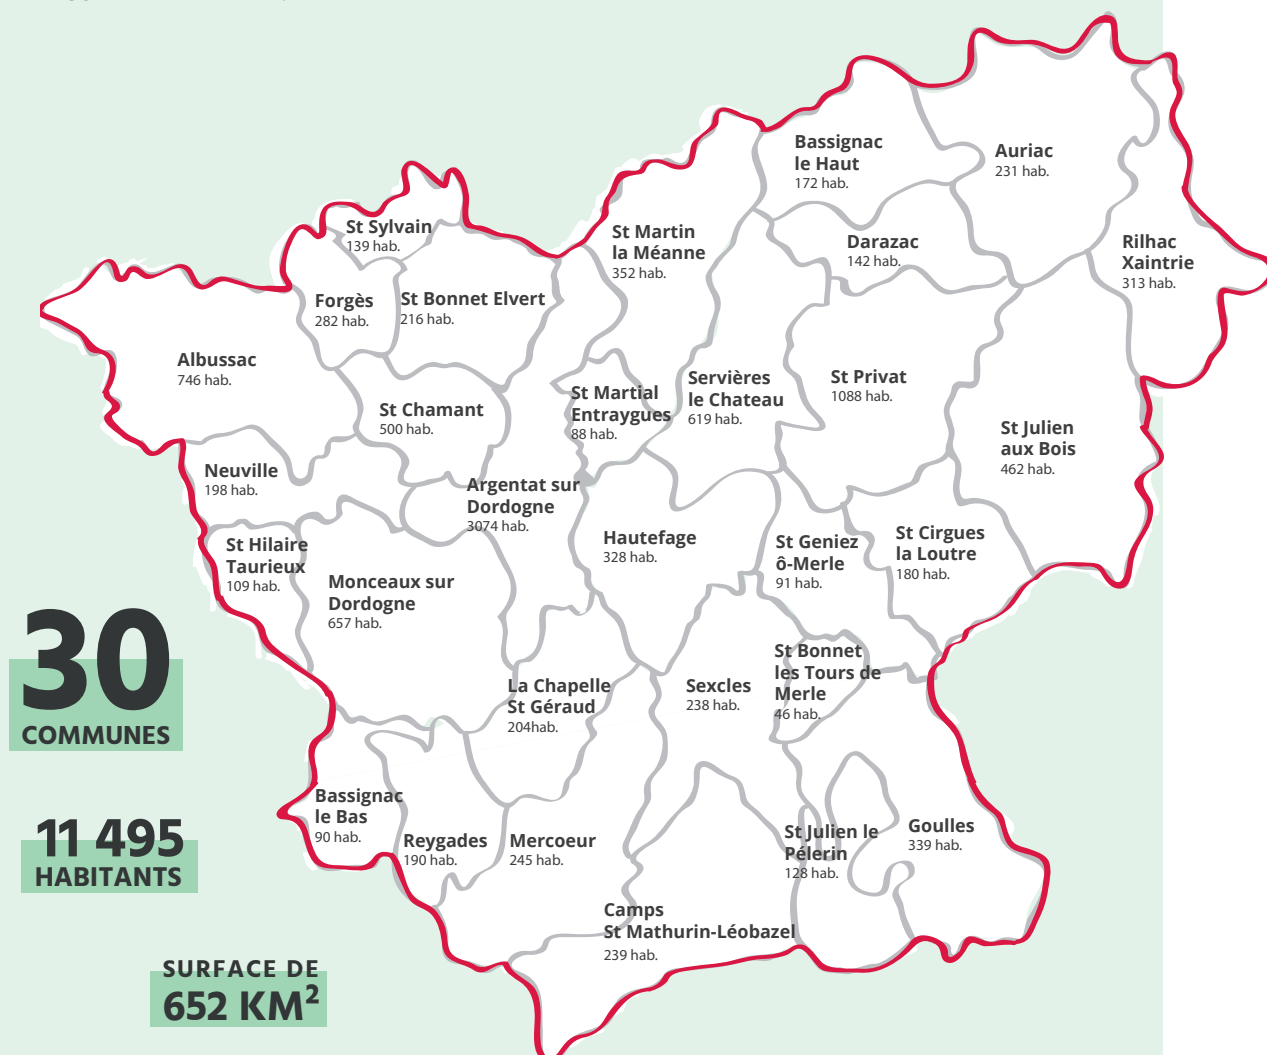 Bassignac
le Haut
172 hab.
Auriac
231 hab.
St Sylvain
139 hab.
St Martin
la Méanne
352 hab.
Darazac
142 hab.
Rilhac
Xaintrie
313 hab.
Forgès
282 hab.
St Bonnet Elvert
216 hab.
Albussac
746 hab.
St Chamant
500 hab.
St Martial
Entraygues
88 hab.
Servières
le Chateau
619 hab.
St Privat
1088 hab.
St Julien
aux Bois
462 hab.
Neuville
198 hab.
Argentat sur
Dordogne
3074 hab.
St Hilaire
Taurieux
109 hab.
Monceaux sur
Dordogne
657 hab.
Hautefage
328 hab.
St Geniez
ô-Merle
91 hab.
St Cirgues
la Loutre
180 hab.
30
COMMUNES
La Chapelle
St Géraud
204hab.
Sexcles
238 hab.
St Bonnet
les Tours de
Merle
46 hab.
Bassignac
le Bas
90 hab.
Reygades
190 hab.
Mercoeur
245 hab.
St Julien le
Pélerin
128 hab.
Goulles
339 hab.
11 495
HABITANTS
Camps
St Mathurin-Léobazel
239 hab.
SURFACE DE
652 KM²